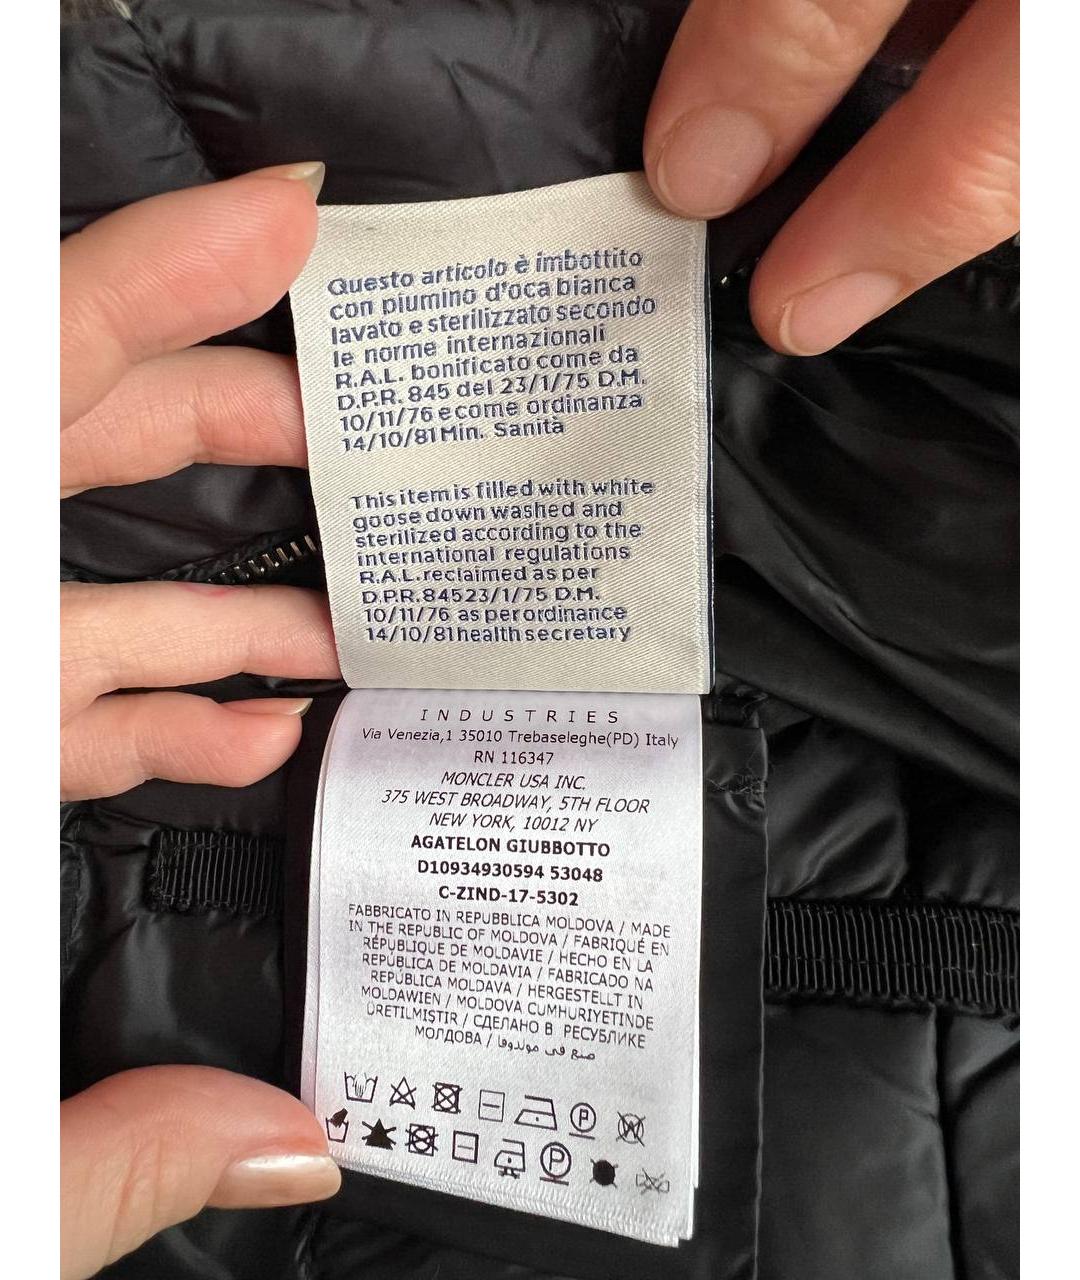 Questo articolo è imbottito
con piumino d'oca bianca
lavato e sterilizzato secondo
le norme internazionali
R.A.L. bonificato come da
D.P.R. 845 del 23/1/75 D.M.
10/11/76 e come ordinanza
14/10/81 Min. Sanità
This item is filled with white
goose down washed and
sterilized according to the
international regulations
R.A.L. reclaimed as per
D.P.R. 845 23/1/75 D.M.
10/11/76 as per ordinance
14/10/81 health secretary
INDUSTRIES
Via Venezia,1 35010 Trebaseleghe(PD) Italy
RN 116347
MONCLER USA INC.
375 WEST BROADWAY, 5TH FLOOR
NEW YORK, 10012 NY
AGATELON GIUBBOTTO
D10934930594 53048
C-ZIND-17-5302
FABBRICATO IN REPUBBLICA MOLDOVA / MADE
IN THE REPUBLIC OF MOLDOVA / FABRIQUÉ EN
RÉPUBLIQUE DE MOLDAVIE / HECHO EN LA
REPÚBLICA DE MOLDAVIA / FABRICADO NA
REPÚBLICA MOLDAVA / HERGESTELLT IN
MOLDAWIEN / MOLDOVA CUMHURIYETINDE
ÜRETILMIŞTIR / СДЕЛАНО В РЕСУБЛИКЕ
МОЛДОВА / صنع في مولدوفا
P W
P